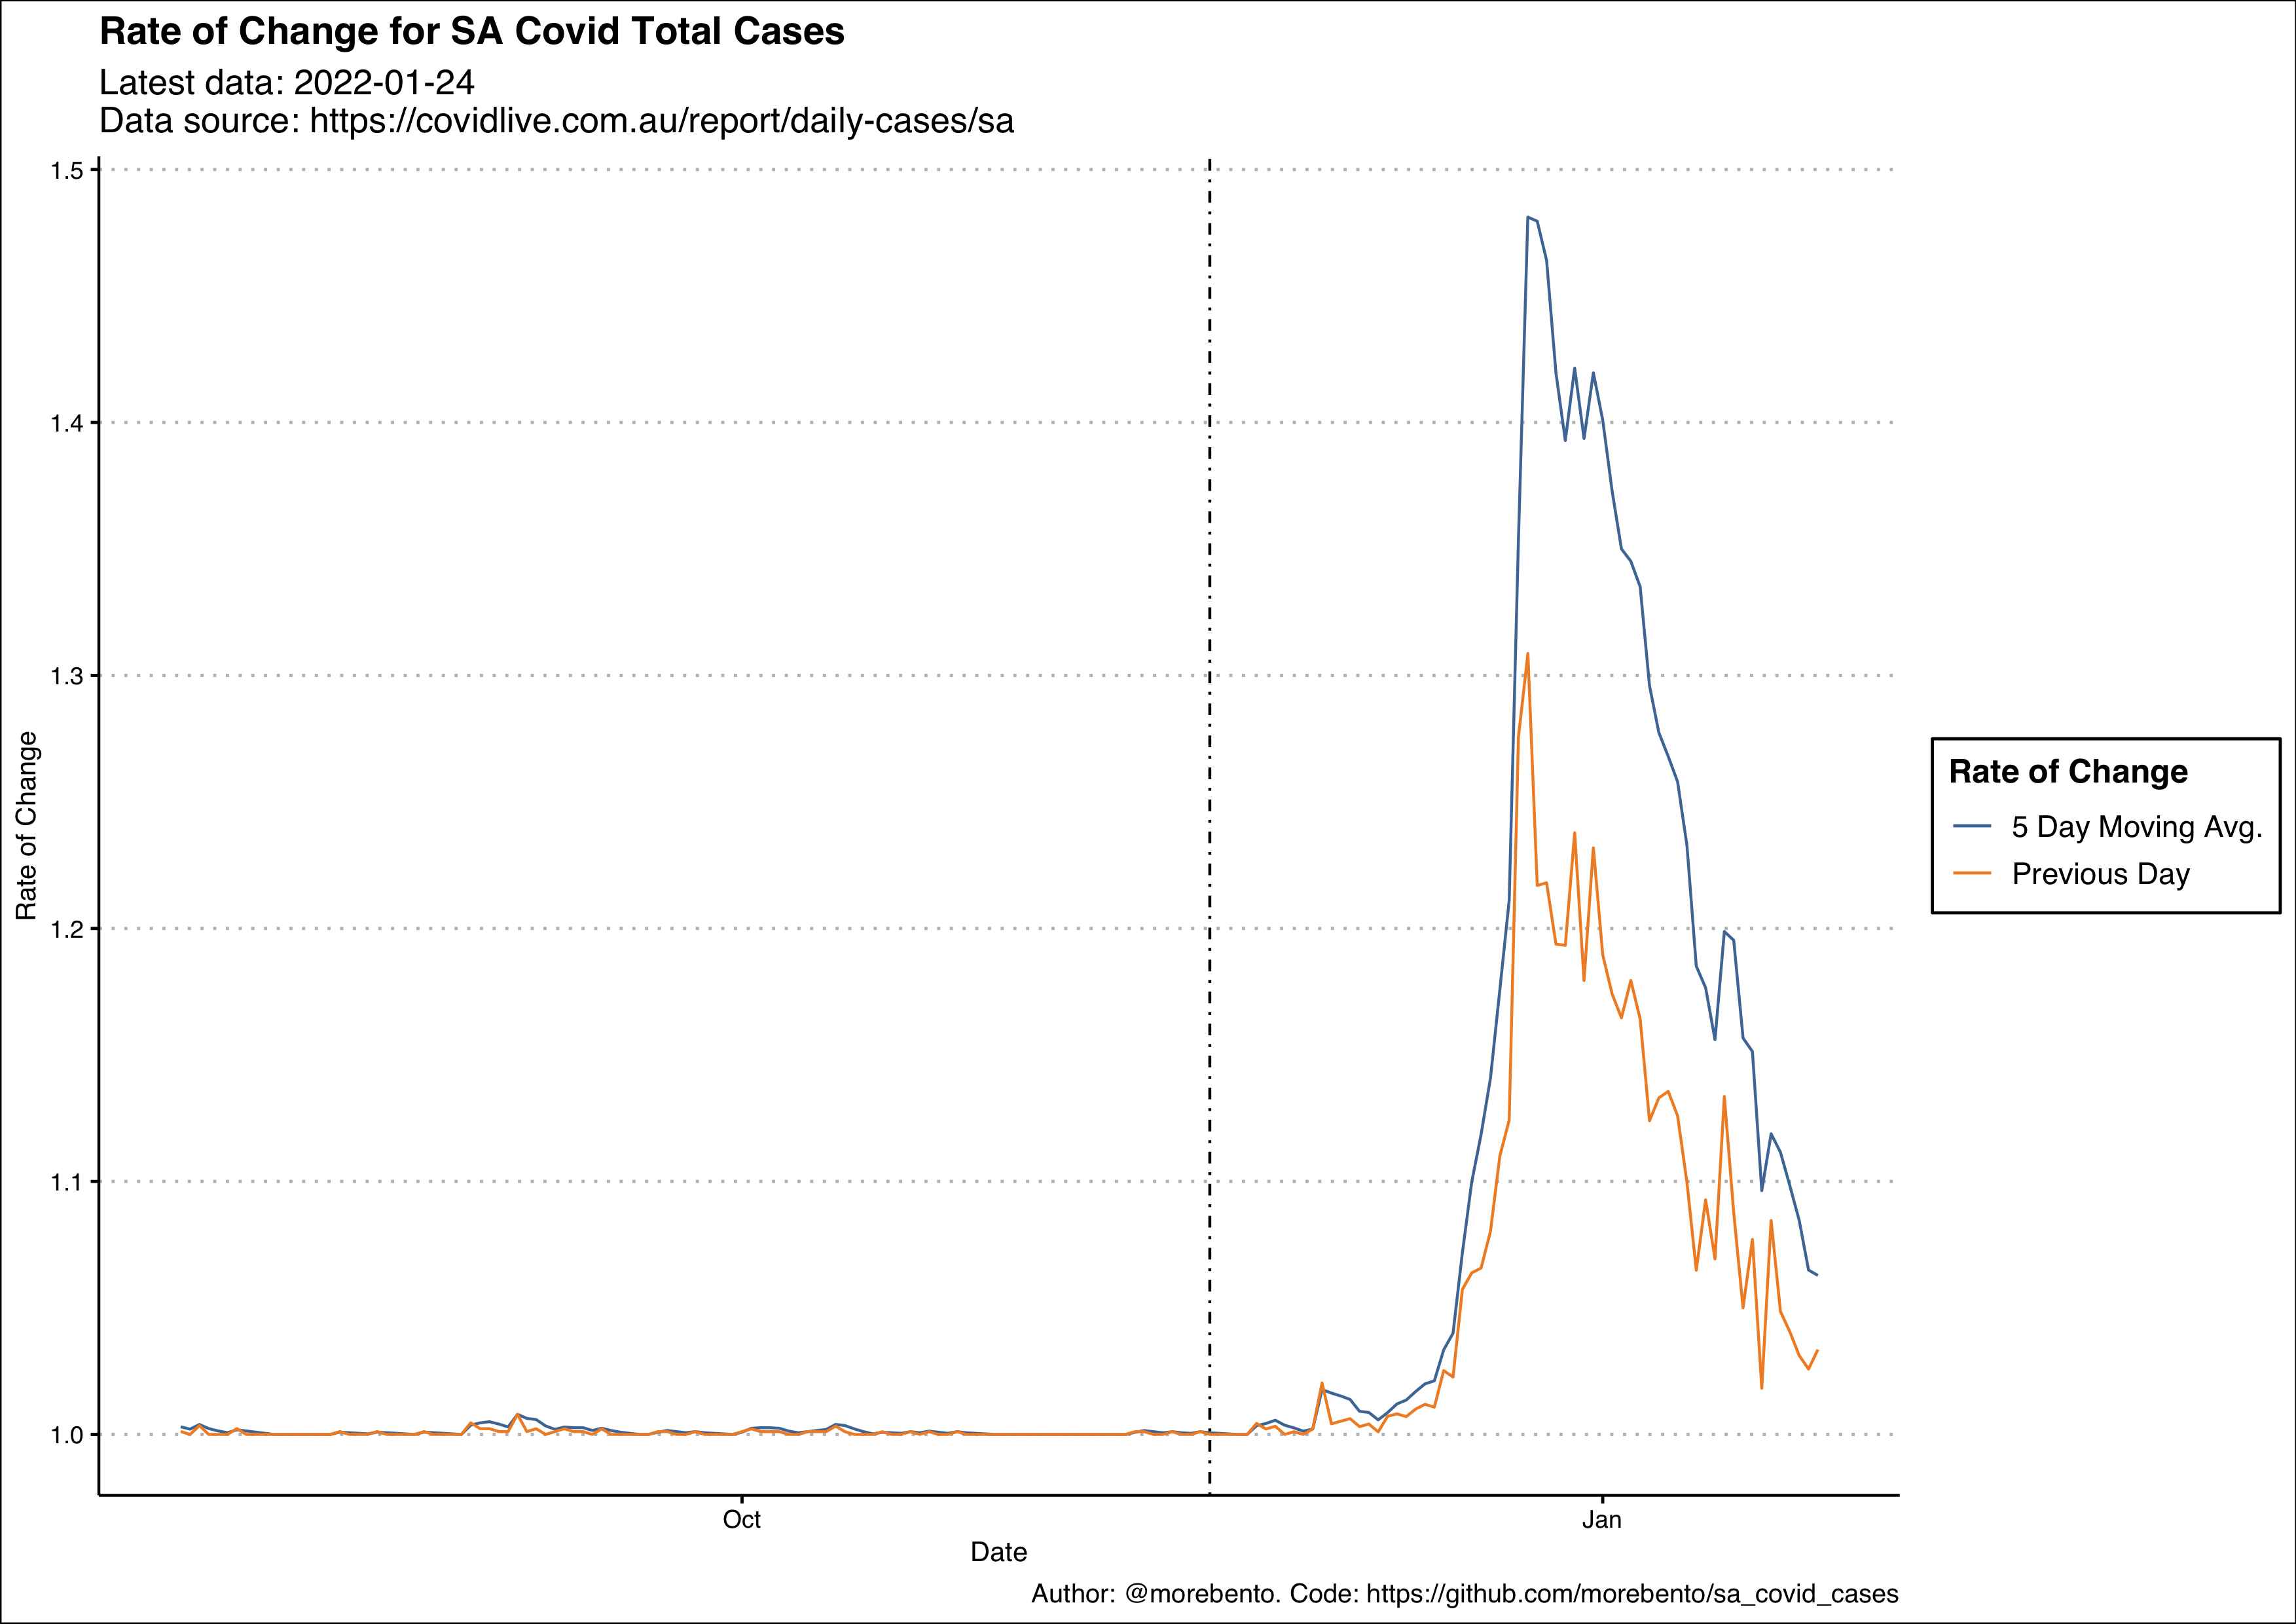 Rate of Change for SA Covid Total Cases
Latest data: 2022-01-24
Data source: https://covidlive.com.au/report/daily-cases/sa
1.5
1.4
1.3
1.2
1.1
1.0
Rate of Change
Oct
Jan
Date
Rate of Change
5 Day Moving Avg.
Previous Day
Author: @morebento. Code: https://github.com/morebento/sa_covid_cases